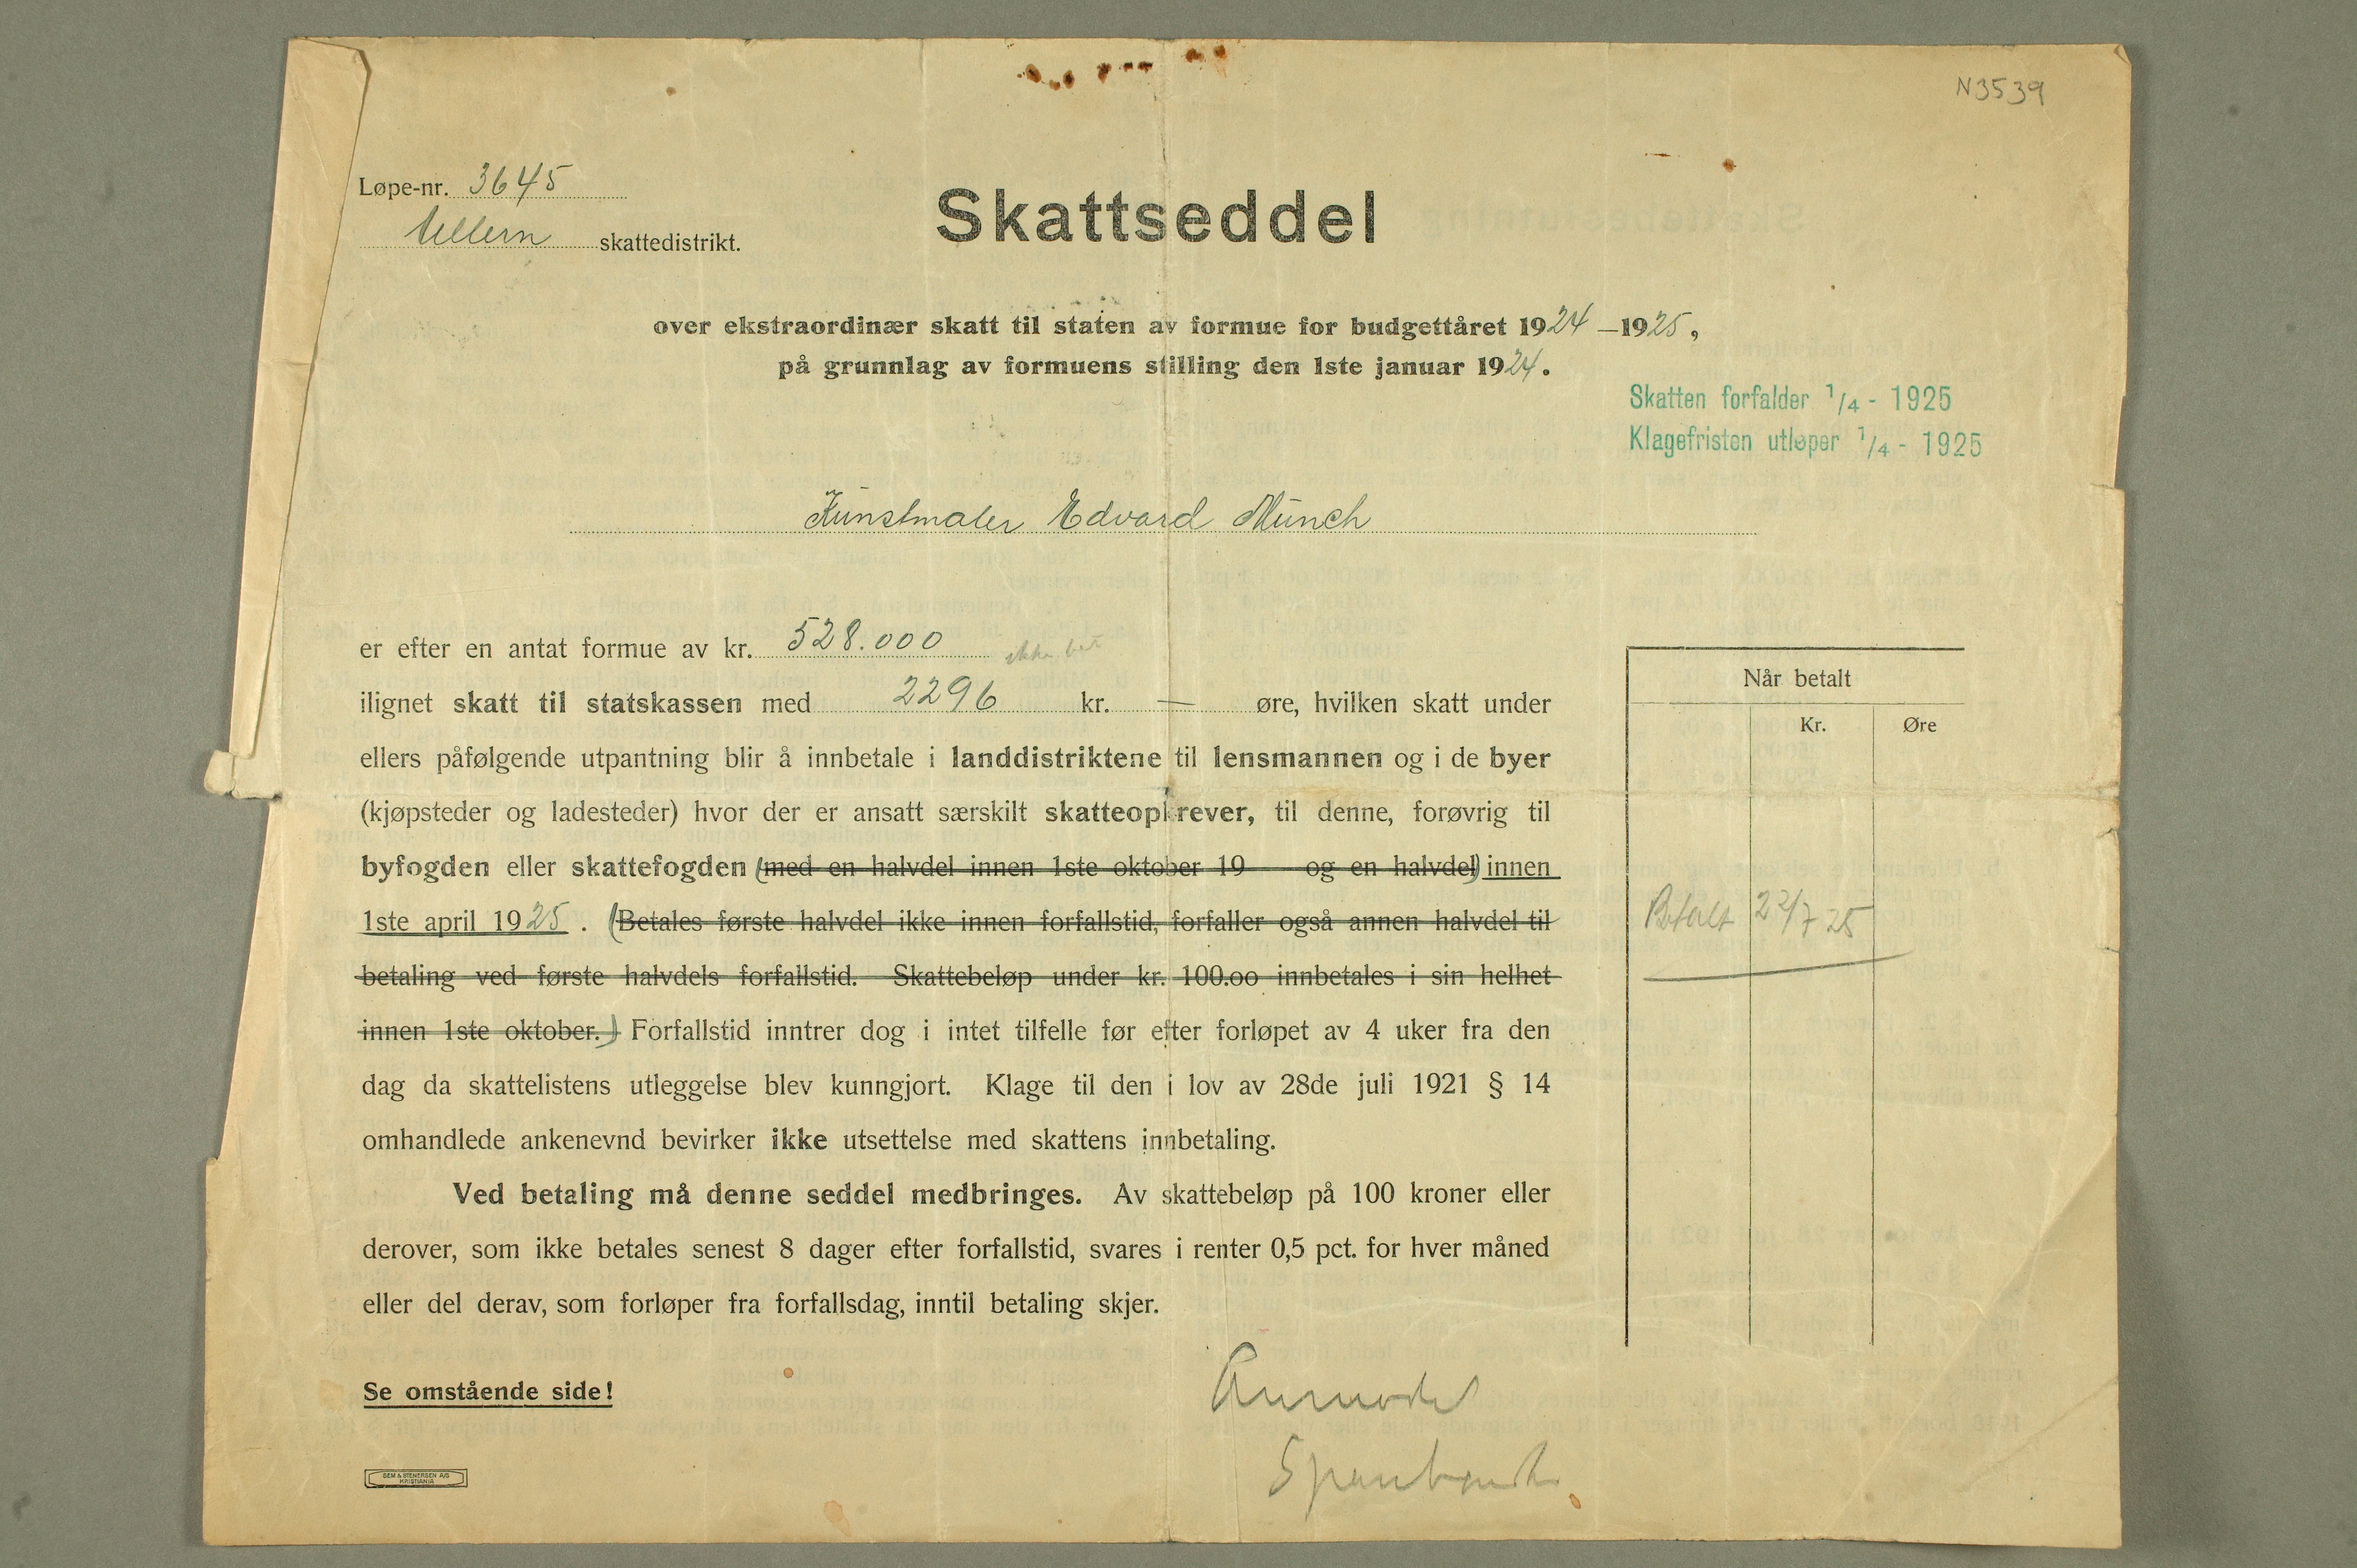 N3539
Løpe-nr. 3645
Ullern skattedistrikt.
Skattseddel
over ekstraordinær skatt til staten av formue for budgettåret 1924 —1925,
på grunnlag av formuens stilling den 1ste januar 1924.
Skatten forfalder 1/4 - 1925
Klagefristen utløper 1/4 - 1925
Kunstmaler Edvard Munch
er efter en antat formue av kr. 528.000 ikke bet
ilignet skatt til statskassen med 2296 kr. — øre, hvilken skatt under
ellers påfølgende utpantning blir å innbetale i landdistriktene til lensmannen og i de byer
(kjøpsteder og ladesteder) hvor der er ansatt særskilt skatteopkrever, til denne, forøvrig til
byfogden eller skattefogden (med en halvdel innen 1ste oktober 19 og en halvdel) innen
1ste april 1925. (Betales første halvdel ikke innen forfallstid, forfaller også annen halvdel til
betaling ved første halvdels forfallstid. Skattebeløp under kr. 100.oo innbetales i sin helhet
innen 1ste oktober.) Forfallstid inntrer dog i intet tilfelle før efter forløpet av 4 uker fra den
dag da skattelistens utleggelse blev kunngjort. Klage til den i lov av 28de juli 1921 § 14
omhandlede ankenevnd bevirker ikke utsettelse med skattens innbetaling.
Ved betaling må denne seddel medbringes. Av skattebeløp på 100 kroner eller
derover, som ikke betales senest 8 dager efter forfallstid, svares i renter 0,5 pct. for hver måned
eller del derav, som forløper fra forfallsdag, inntil betaling skjer.
Når betalt
Kr. Øre
Betalt 22/7 25
Se omstående side!
SEM & STENERSEN A/S
KRISTIANIA